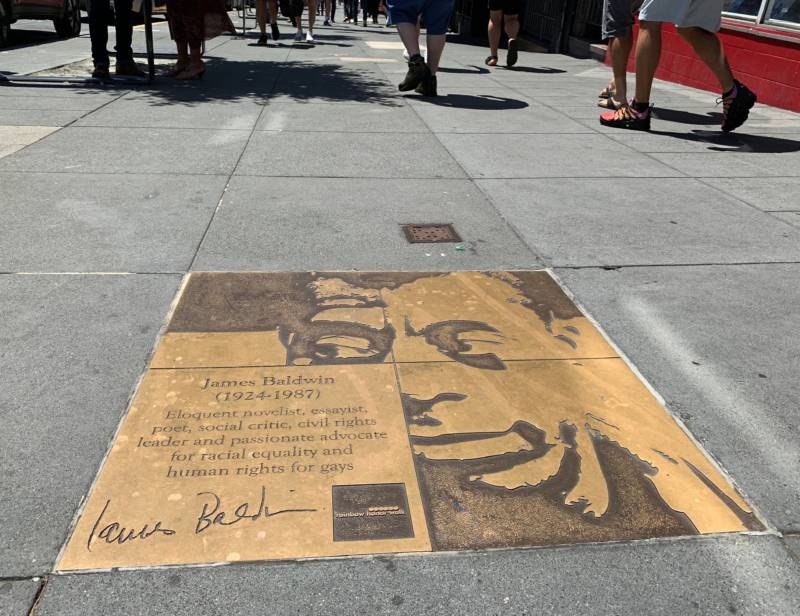 James Baldwin
(1924-1987)
Eloquent novelist, essayist,
poet, social critic, civil rights
leader and passionate advocate
for racial equality and
human rights for gays
James Baldwin
rainbow honor walk